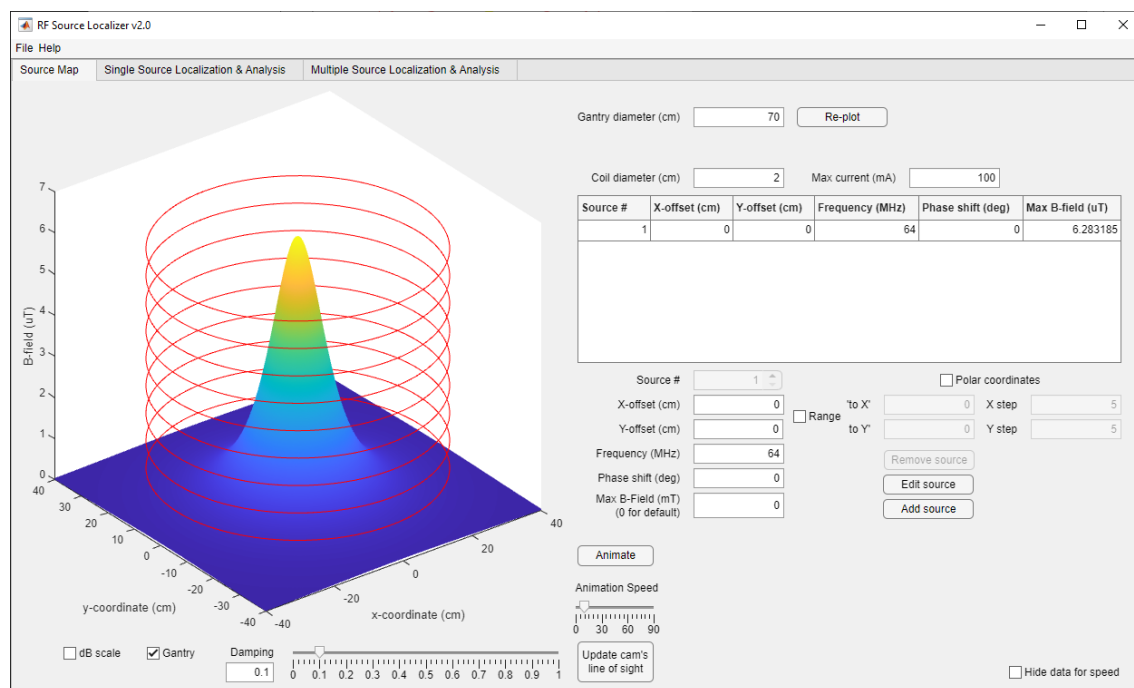 RF Source Localizer v2.0
File Help
Source Map Single Source Localization & Analysis Multiple Source Localization & Analysis
Gantry diameter (cm) 70 Re-plot
Coil diameter (cm) 2 Max current (mA) 100
Source # X-offset (cm) Y-offset (cm) Frequency (MHz) Phase shift (deg) Max B-field (uT)
1 0 0 64 0 6.283185
7
6
5
4
3
2
1
0
B-field (uT)
40
30
20
10
0
-10
-20
-30
-40
y-coordinate (cm)
-40
-20
0
20
40
x-coordinate (cm)
Source # 1 Polar coordinates
X-offset (cm) 0 Range 'to X' 0 X step 5
Y-offset (cm) 0 to Y' 0 Y step 5
Frequency (MHz) 64
Remove source
Phase shift (deg) 0
Edit source
Max B-Field (mT)
(0 for default) 0
Add source
Animate
Animation Speed
0 30 60 90
Update cam's
line of sight
dB scale Gantry Damping
0.1
0 0.1 0.2 0.3 0.4 0.5 0.6 0.7 0.8 0.9 1
Hide data for speed